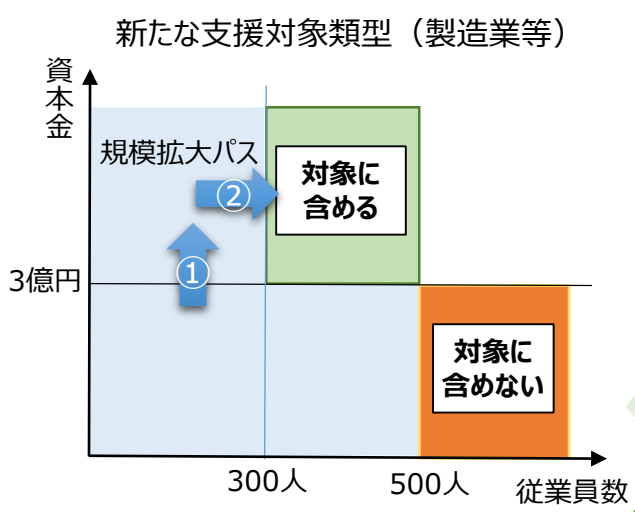 新たな支援対象類型（製造業等）
資本金
規模拡大パス
②
対象に
含める
①
3億円
対象に
含めない
300人
500人
従業員数